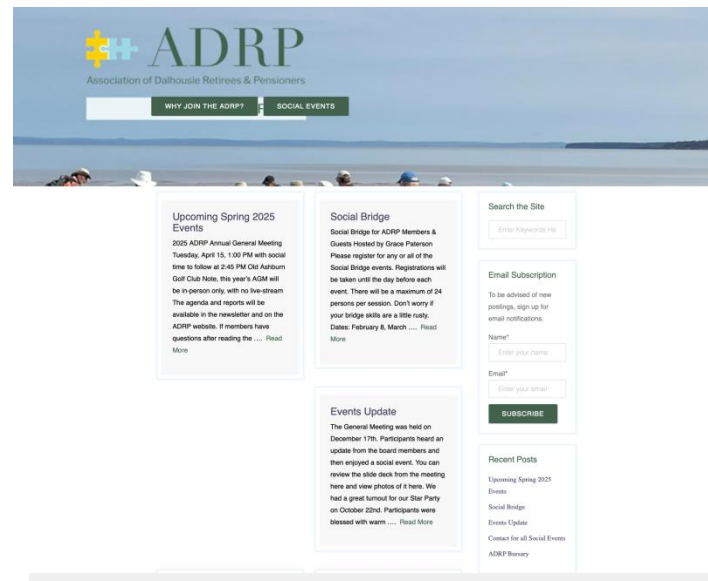 ADRP
Association of Dalhousie Retirees & Pensioners
WHY JOIN THE ADRP?
SOCIAL EVENTS
Upcoming Spring 2025
Events
2025 ADRP Annual General Meeting
Tuesday, April 15, 1:00 PM with social
time to follow at 2:45 PM Old Ashburn
Golf Club Note, this year's AGM will
be in-person only, with no live-stream
The agenda and reports will be
available in the newsletter and on the
ADRP website. If members have
questions after reading the .... Read
More
Social Bridge
Social Bridge for ADRP Members &
Guests Hosted by Grace Paterson
Please register for any or all of the
Social Bridge events. Registrations will
be taken until the day before each
event. There will be a maximum of 24
persons per session. Don't worry if
your bridge skills are a little rusty.
Dates: February 8, March .... Read
More
Events Update
The General Meeting was held on
December 17th. Participants heard an
update from the board members and
then enjoyed a social event. You can
review the slide deck from the meeting
here and view photos of it here. We
had a great turnout for our Star Party
on October 22nd. Participants were
blessed with warm .... Read More
Search the Site
Enter Keywords He
Email Subscription
To be advised of new
postings, sign up for
email notifications.
Name*
Enter your name
Email*
Enter your email
SUBSCRIBE
Recent Posts
Upcoming Spring 2025
Events
Social Bridge
Events Update
Contact for all Social Events
ADRP Bursary